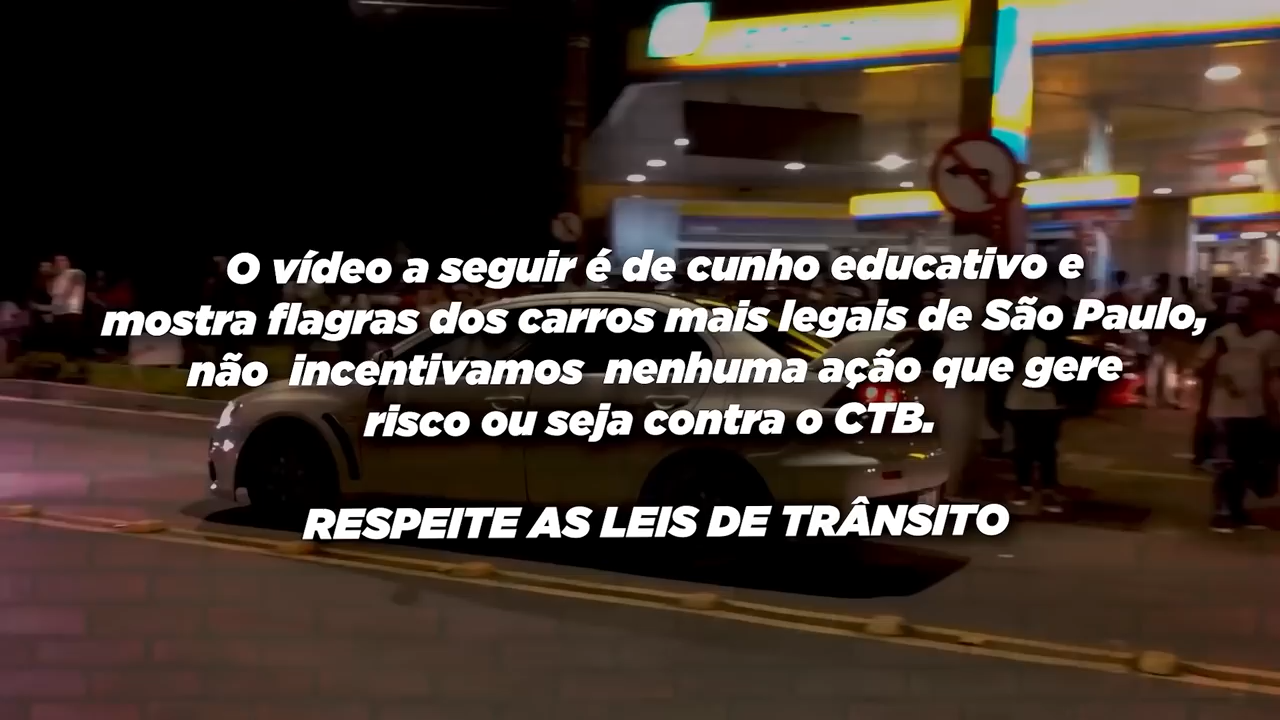 O vídeo a seguir é de cunho educativo e
mostra flagras dos carros mais legais de São Paulo,
não incentivamos nenhuma ação que gere
risco ou seja contra o CTB.
RESPEITE AS LEIS DE TRÂNSITO